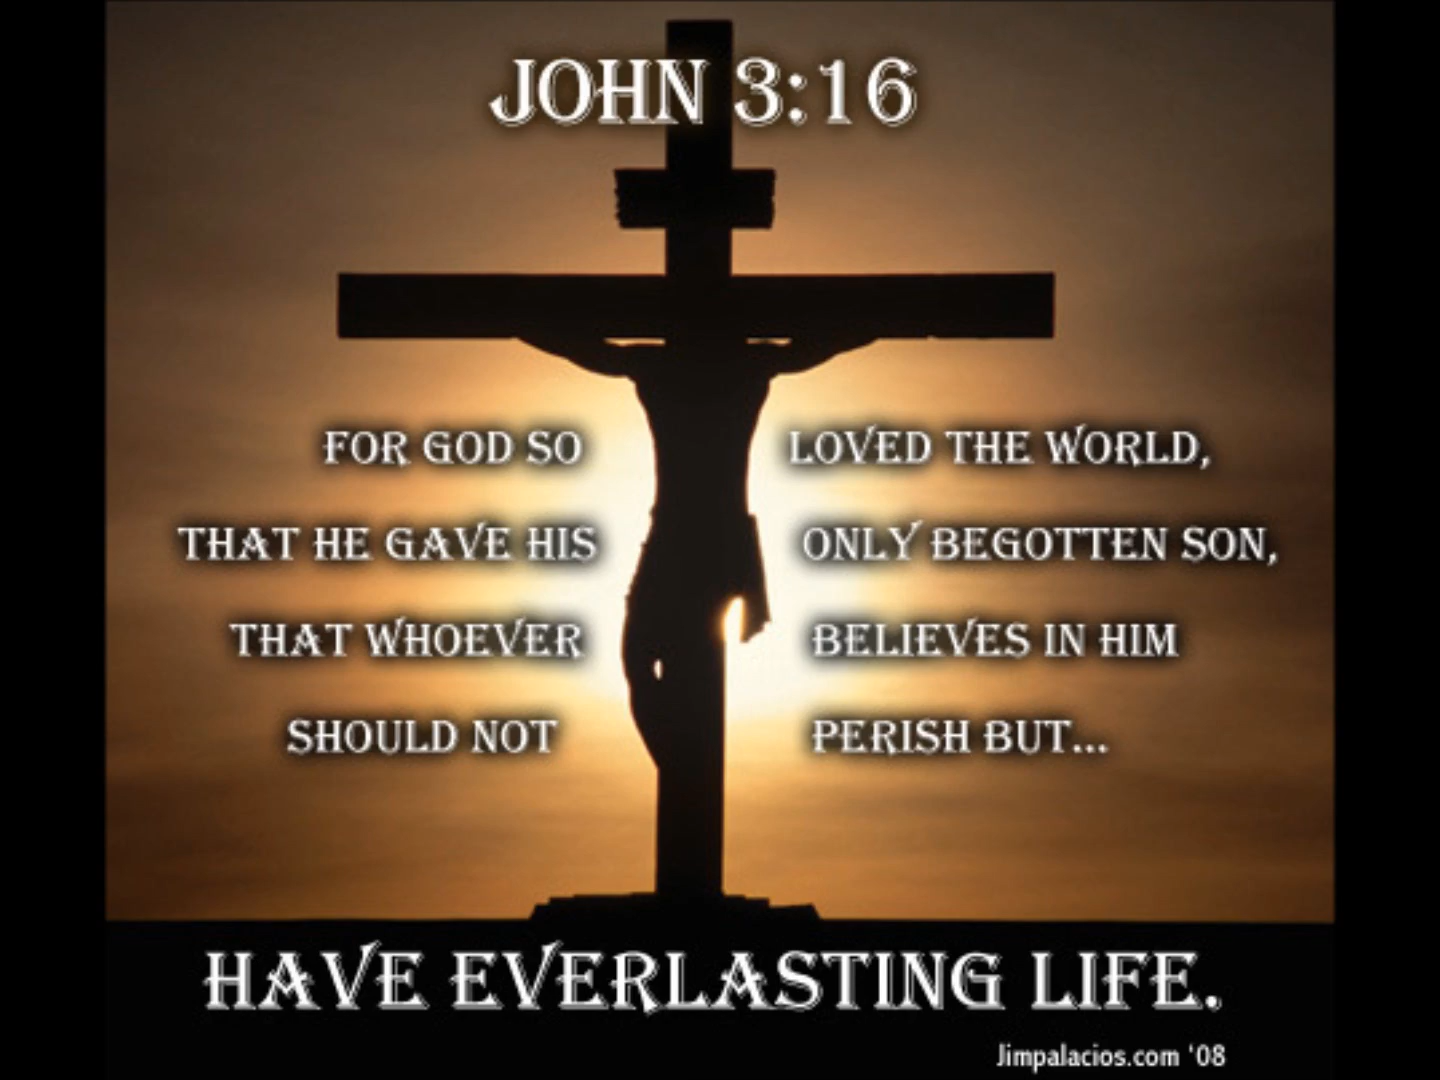 JOHN 3:16
FOR GOD SO LOVED THE WORLD,
THAT HE GAVE HIS ONLY BEGOTTEN SON,
THAT WHOEVER BELIEVES IN HIM
SHOULD NOT PERISH BUT...
HAVE EVERLASTING LIFE.
Jimpalacios.com '08